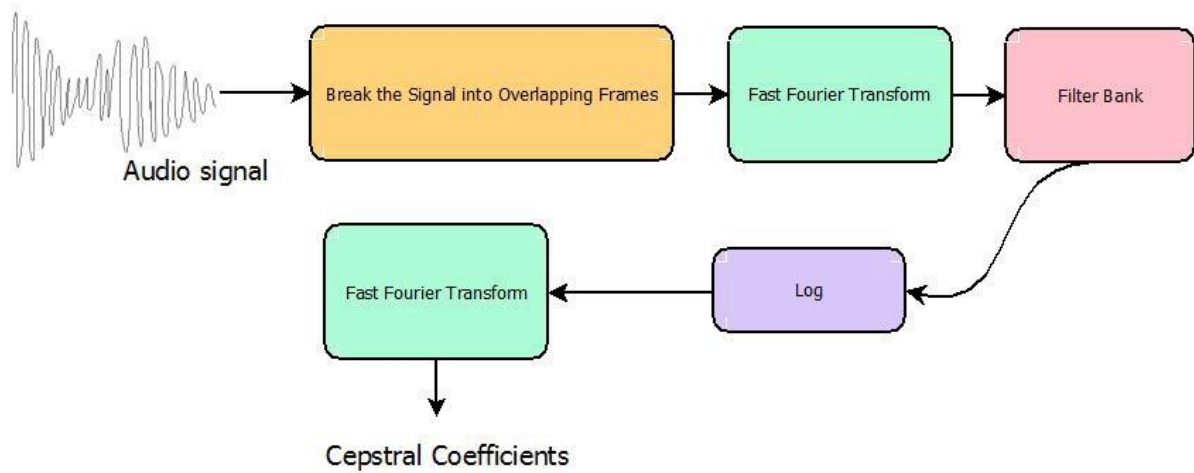 Audio signal
Break the Signal into Overlapping Frames
Fast Fourier Transform
Filter Bank
Log
Fast Fourier Transform
Cepstral Coefficients